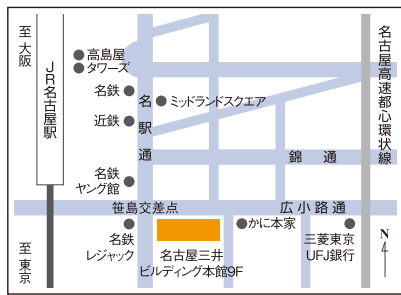 至大阪
JR名古屋駅
至東京
高島屋
タワーズ
名鉄
近鉄
名鉄
ヤング館
名駅通
ミッドランドスクエア
錦通
笹島交差点
広小路通
名鉄
レジャック
名古屋三井
ビルディング本館9F
かに本家
三菱東京
UFJ銀行
名古屋高速都心環状線
N